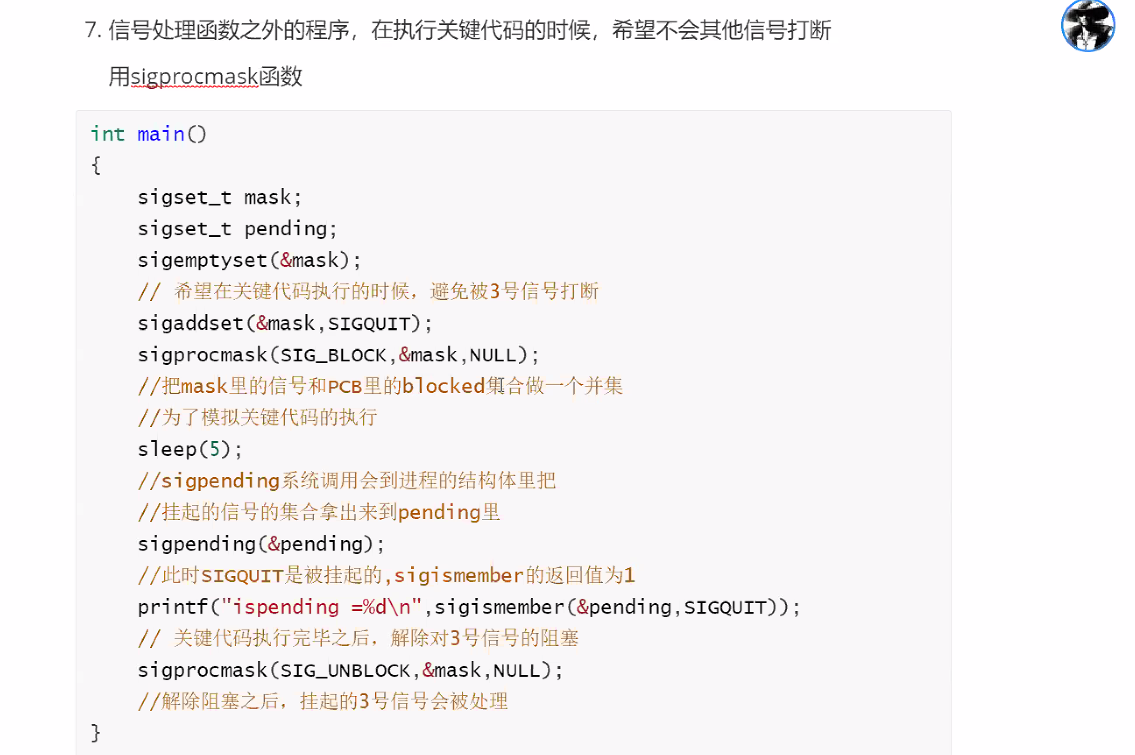 7. 信号处理函数之外的程序，在执行关键代码的时候，希望不会其他信号打断
用sigprocmask函数
int main()
{
    sigset_t mask;
    sigset_t pending;
    sigemptyset(&mask);
    // 希望在关键代码执行的时候，避免被3号信号打断
    sigaddset(&mask,SIGQUIT);
    sigprocmask(SIG_BLOCK,&mask,NULL);
    //把mask里的信号和PCB里的blocked集合做一个并集
    //为了模拟关键代码的执行
    sleep(5);
    //sigpending系统调用会到进程的结构体里把
    //挂起的信号的集合拿出来到pending里
    sigpending(&pending);
    //此时SIGQUIT是被挂起的,sigismember的返回值为1
    printf("ispending =%d\n",sigismember(&pending,SIGQUIT));
    // 关键代码执行完毕之后，解除对3号信号的阻塞
    sigprocmask(SIG_UNBLOCK,&mask,NULL);
    //解除阻塞之后，挂起的3号信号会被处理
}